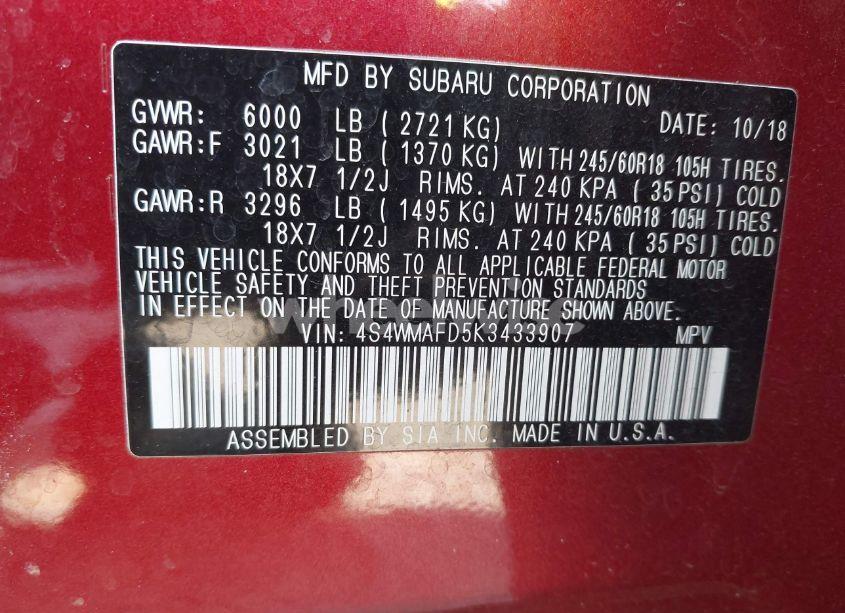 MFD BY SUBARU CORPORATION
GVWR: 6000 LB ( 2721 KG) DATE: 10/18
GAWR:F 3021 LB ( 1370 KG) WITH 245/60R18 105H TIRES.
18X7 1/2J RIMS. AT 240 KPA ( 35 PSI) COLD
GAWR:R 3296 LB ( 1495 KG) WITH 245/60R18 105H TIRES.
18X7 1/2J RIMS. AT 240 KPA ( 35 PSI) COLD
THIS VEHICLE CONFORMS TO ALL APPLICABLE FEDERAL MOTOR
VEHICLE SAFETY AND THEFT PREVENTION STANDARDS
IN EFFECT ON THE DATE OF MANUFACTURE SHOWN ABOVE.
VIN: 4S4WMAFD5K3433907 MPV
ASSEMBLED BY SIA INC. MADE IN U.S.A.